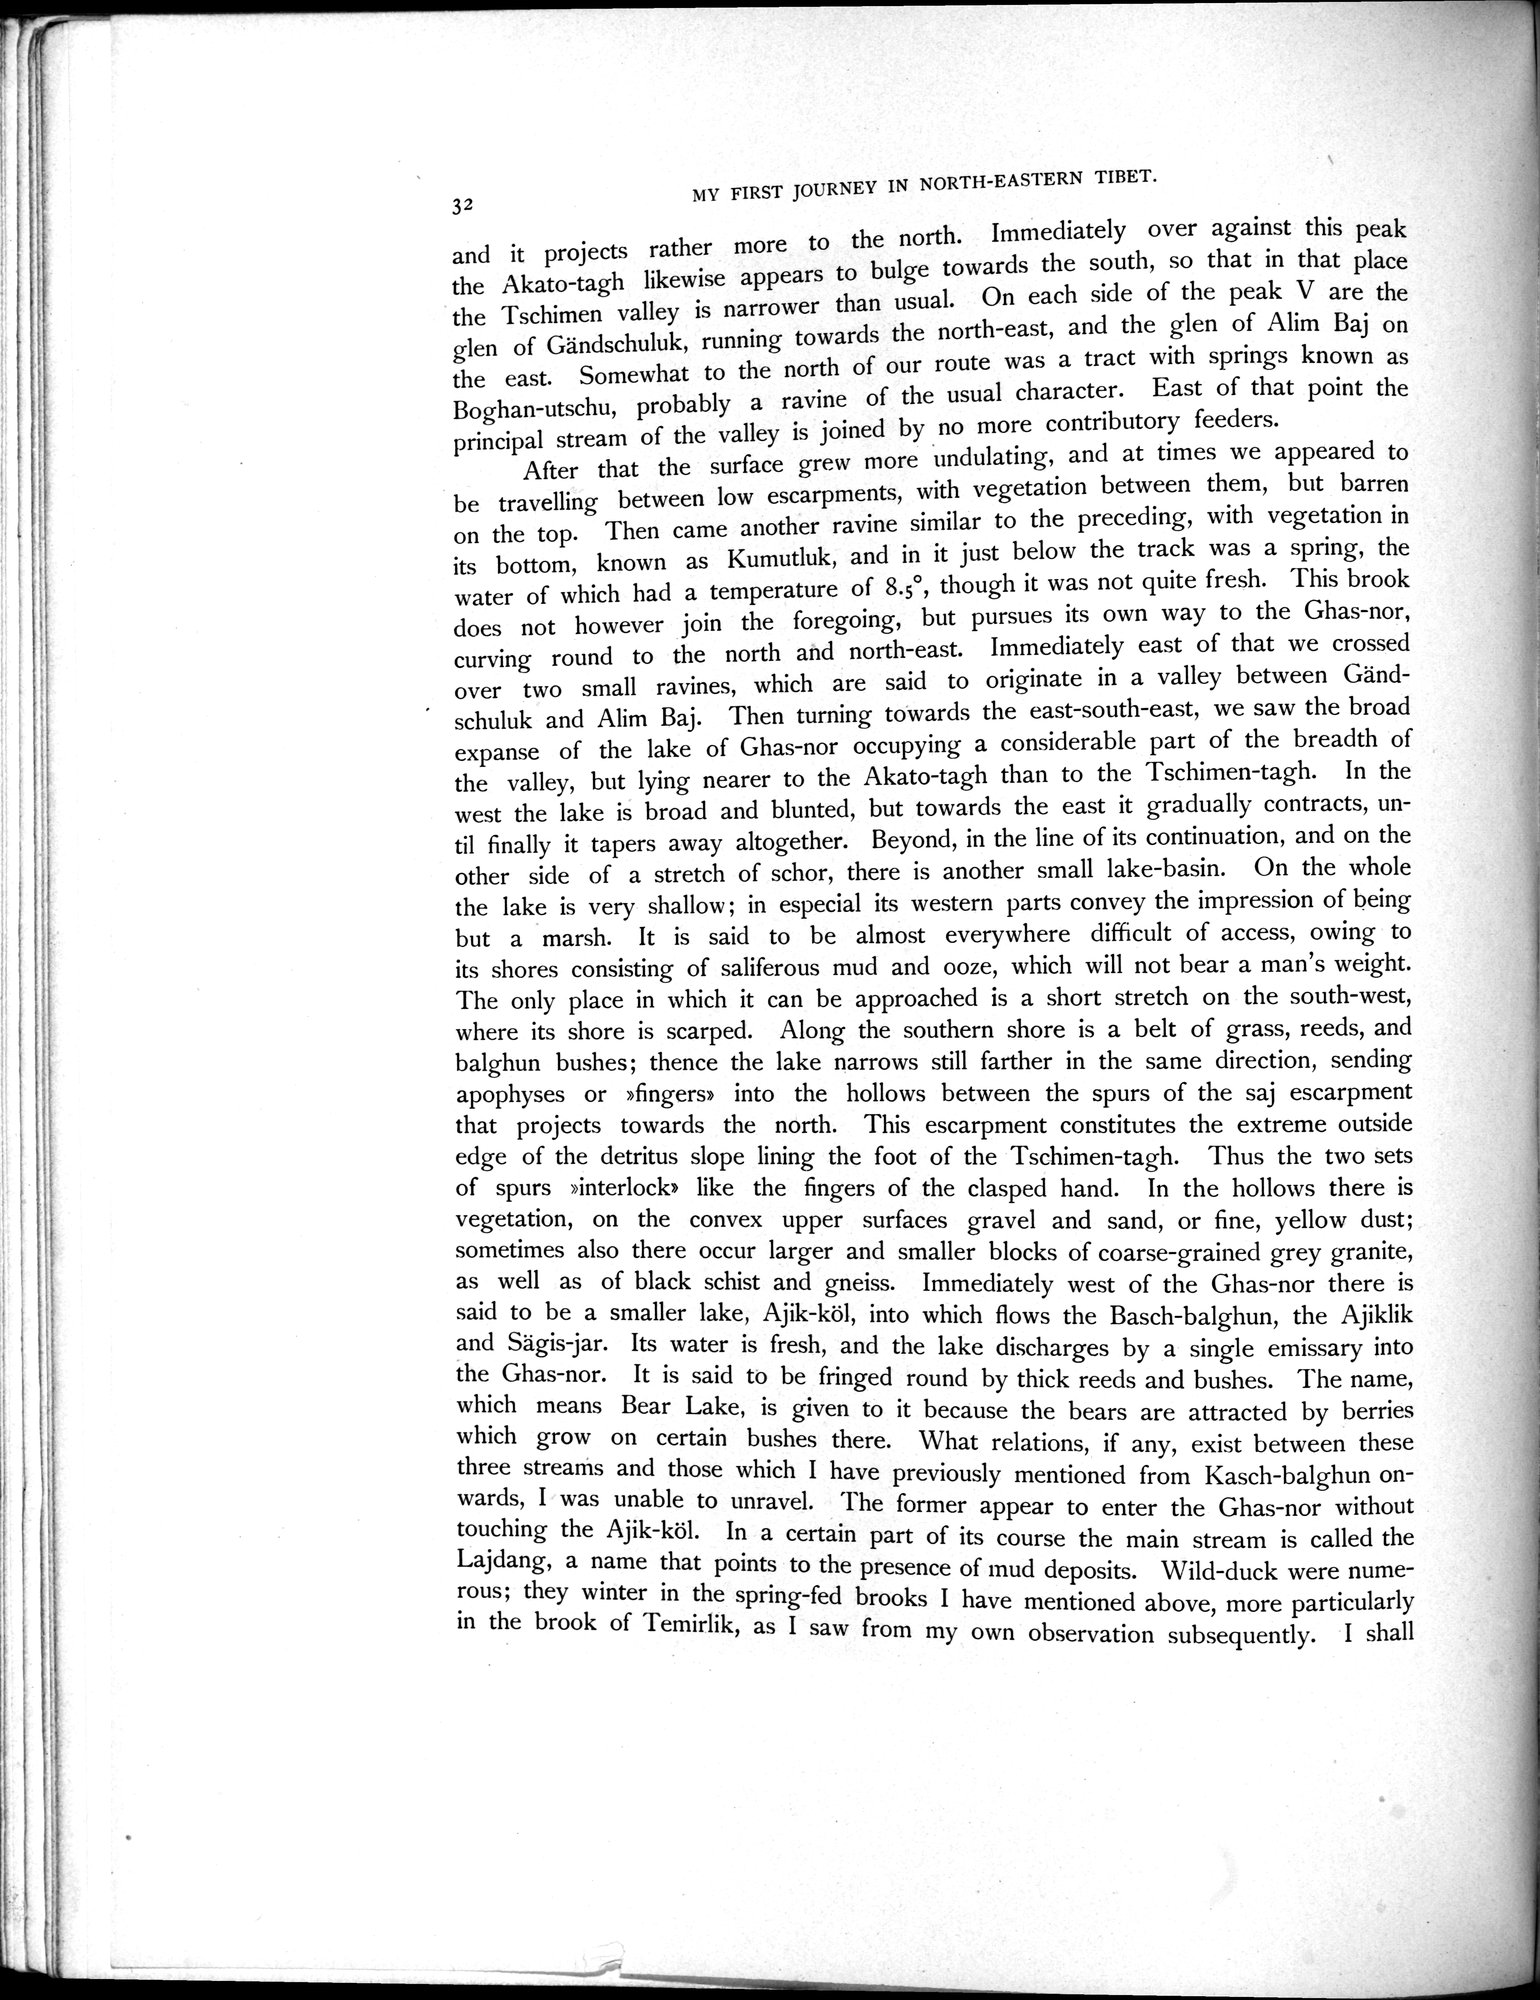 32
MY FIRST JOURNEY IN NORTH-EASTERN TIBET.
and it projects rather more to the north. Immediately over against this peak
the Akato-tagh likewise appears to bulge towards the south, so that in that place
the Tschimen valley is narrower than usual. On each side of the peak V are the
glen of Gändschuluk, running towards the north-east, and the glen of Alim Baj on
the east. Somewhat to the north of our route was a tract with springs known as
Boghan-utschu, probably a ravine of the usual character. East of that point the
principal stream of the valley is joined by no more contributory feeders.
After that the surface grew more undulating, and at times we appeared to
be travelling between low escarpments, with vegetation between them, but barren
on the top. Then came another ravine similar to the preceding, with vegetation in
its bottom, known as Kumutluk, and in it just below the track was a spring, the
water of which had a temperature of 8.5°, though it was not quite fresh. This brook
does not however join the foregoing, but pursues its own way to the Ghas-nor,
curving round to the north and north-east. Immediately east of that we crossed
over two small ravines, which are said to originate in a valley between Gänd-
schuluk and Alim Baj. Then turning towards the east-south-east, we saw the broad
expanse of the lake of Ghas-nor occupying a considerable part of the breadth of
the valley, but lying nearer to the Akato-tagh than to the Tschimen-tagh. In the
west the lake is broad and blunted, but towards the east it gradually contracts, un-
til finally it tapers away altogether. Beyond, in the line of its continuation, and on the
other side of a stretch of schor, there is another small lake-basin. On the whole
the lake is very shallow; in especial its western parts convey the impression of being
but a marsh. It is said to be almost everywhere difficult of access, owing to
its shores consisting of saliferous mud and ooze, which will not bear a man's weight.
The only place in which it can be approached is a short stretch on the south-west,
where its shore is scarped. Along the southern shore is a belt of grass, reeds, and
balghun bushes; thence the lake narrows still farther in the same direction, sending
apophyses or »fingers» into the hollows between the spurs of the saj escarpment
that projects towards the north. This escarpment constitutes the extreme outside
edge of the detritus slope lining the foot of the Tschimen-tagh. Thus the two sets
of spurs »interlock» like the fingers of the clasped hand. In the hollows there is
vegetation, on the convex upper surfaces gravel and sand, or fine, yellow dust;
sometimes also there occur larger and smaller blocks of coarse-grained grey granite,
as well as of black schist and gneiss. Immediately west of the Ghas-nor there is
said to be a smaller lake, Ajik-köl, into which flows the Basch-balghun, the Ajiklik
and Sägis-jar. Its water is fresh, and the lake discharges by a single emissary into
the Ghas-nor. It is said to be fringed round by thick reeds and bushes. The name,
which means Bear Lake, is given to it because the bears are attracted by berries
which grow on certain bushes there. What relations, if any, exist between these
three streams and those which I have previously mentioned from Kasch-balghun on-
wards, I was unable to unravel. The former appear to enter the Ghas-nor without
touching the Ajik-köl. In a certain part of its course the main stream is called the
Lajdang, a name that points to the presence of mud deposits. Wild-duck were nume-
rous; they winter in the spring-fed brooks I have mentioned above, more particularly
in the brook of Temirlik, as I saw from my own observation subsequently. I shall